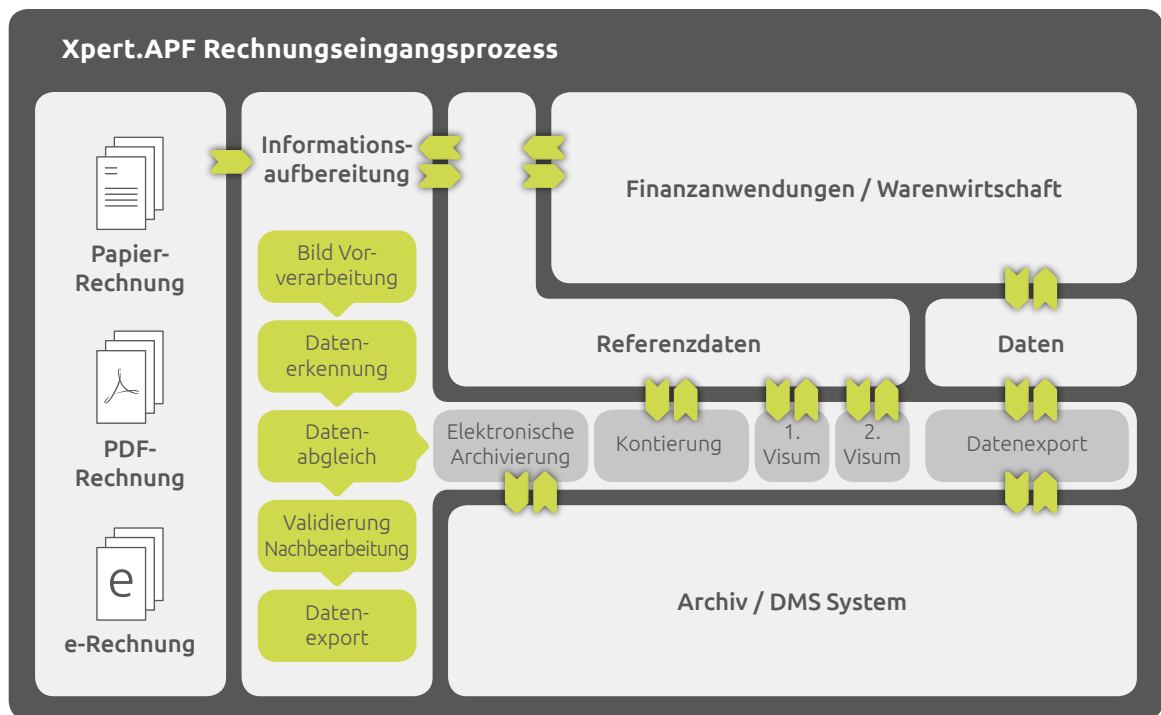 Xpert.APF Rechnungseingangsprozess
Papier-
Rechnung
PDF-
Rechnung
e
e-Rechnung
Informations-
aufbereitung
Bild Vor-
verarbeitung
Daten-
erkennung
Daten-
abgleich
Validierung
Nachbearbeitung
Daten-
export
Finanzanwendungen / Warenwirtschaft
Referenzdaten
Daten
Elektronische
Archivierung
Kontierung
1.
Visum
2.
Visum
Datenexport
Archiv / DMS System